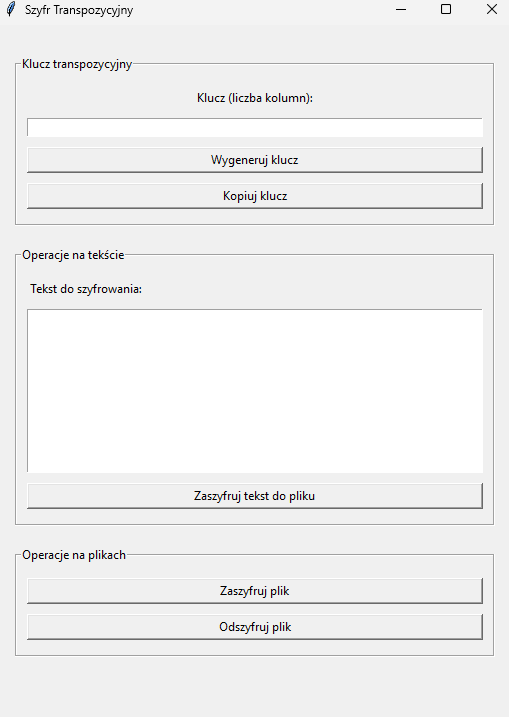 Szyfr Transpozycyjny
Klucz transpozycyjny
Klucz (liczba kolumn):
Wygeneruj klucz
Kopiuj klucz
Operacje na tekście
Tekst do szyfrowania:
Zaszyfruj tekst do pliku
Operacje na plikach
Zaszyfruj plik
Odszyfruj plik